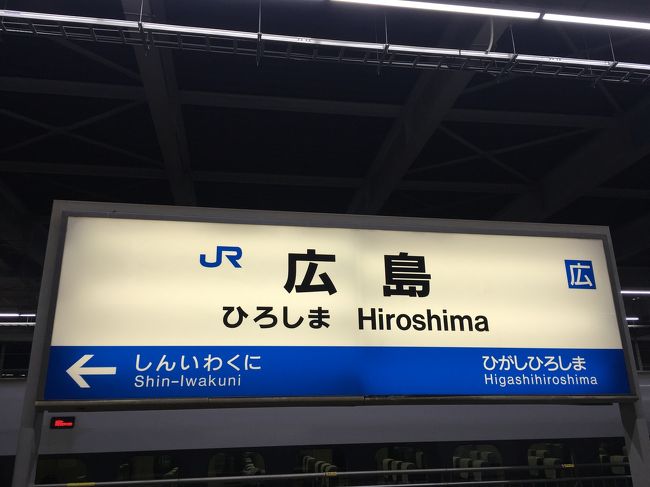 JR 広島 広
ひろしま Hiroshima
← しんいわくに ひがしひろしま
Shin-Iwakuni Higashihiroshima